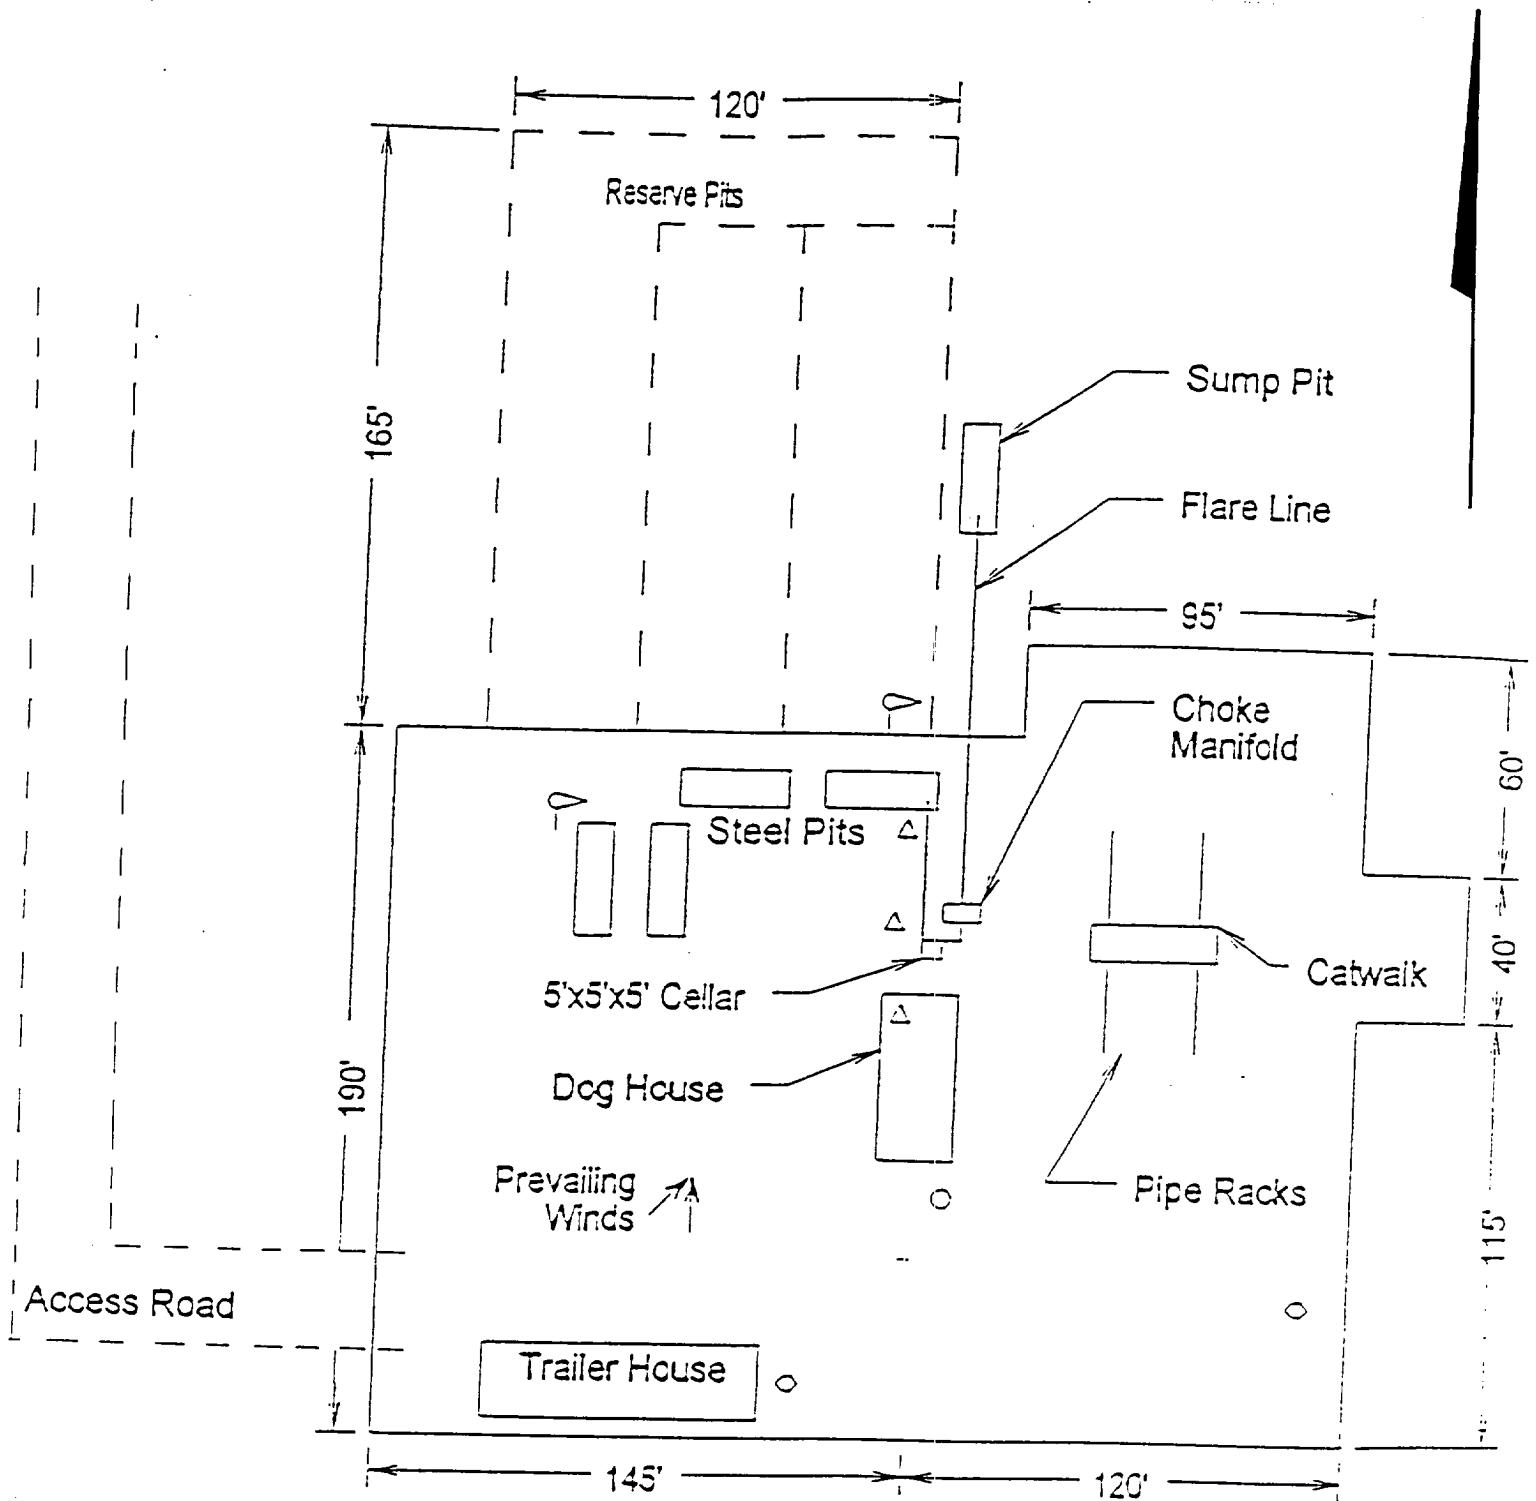 120'
Reserve Pits
165'
Sump Pit
Flare Line
95'
Choke
Manifold
60'
Steel Pits
40'
Catwalk
5'x5'x5' Cellar
190'
Dog House
Prevailing
Winds
Pipe Racks
115'
Access Road
Trailer House
145'
120'